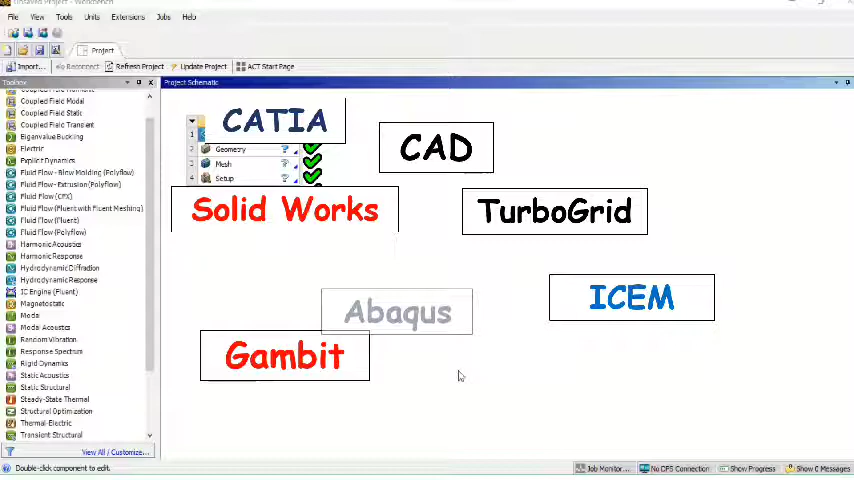 Unsaved Project - Workbench
File View Tools Units Extensions Jobs Help
Project
Import... Reconnect Refresh Project Update Project ACT Start Page
Toolbox
Project Schematic
Coupled Field Modal
Coupled Field Static
Coupled Field Transient
Eigenvalue Buckling
Electric
Explicit Dynamics
Fluid Flow - Blow Molding (Polyflow)
Fluid Flow - Extrusion (Polyflow)
Fluid Flow (CFX)
Fluid Flow (Fluent)
Fluid Flow (Fluent with Fluent Meshing)
Fluid Flow (Polyflow)
Harmonic Acoustics
Harmonic Response
Hydrodynamic Diffraction
Hydrodynamic Response
IC Engine (Fluent)
Magnetostatic
Modal
Modal Acoustics
Random Vibration
Response Spectrum
Rigid Dynamics
Static Acoustics
Static Structural
Steady-State Thermal
Structural Optimization
Thermal-Electric
Transient Structural
View All / Customize...
1
2 Geometry ?
3 Mesh ?
4 Setup ?
CATIA
CAD
Solid Works
TurboGrid
Abaqus
ICEM
Gambit
Double-click component to edit.
Job Monitor... No DPS Connection Show Progress Show 0 Messages